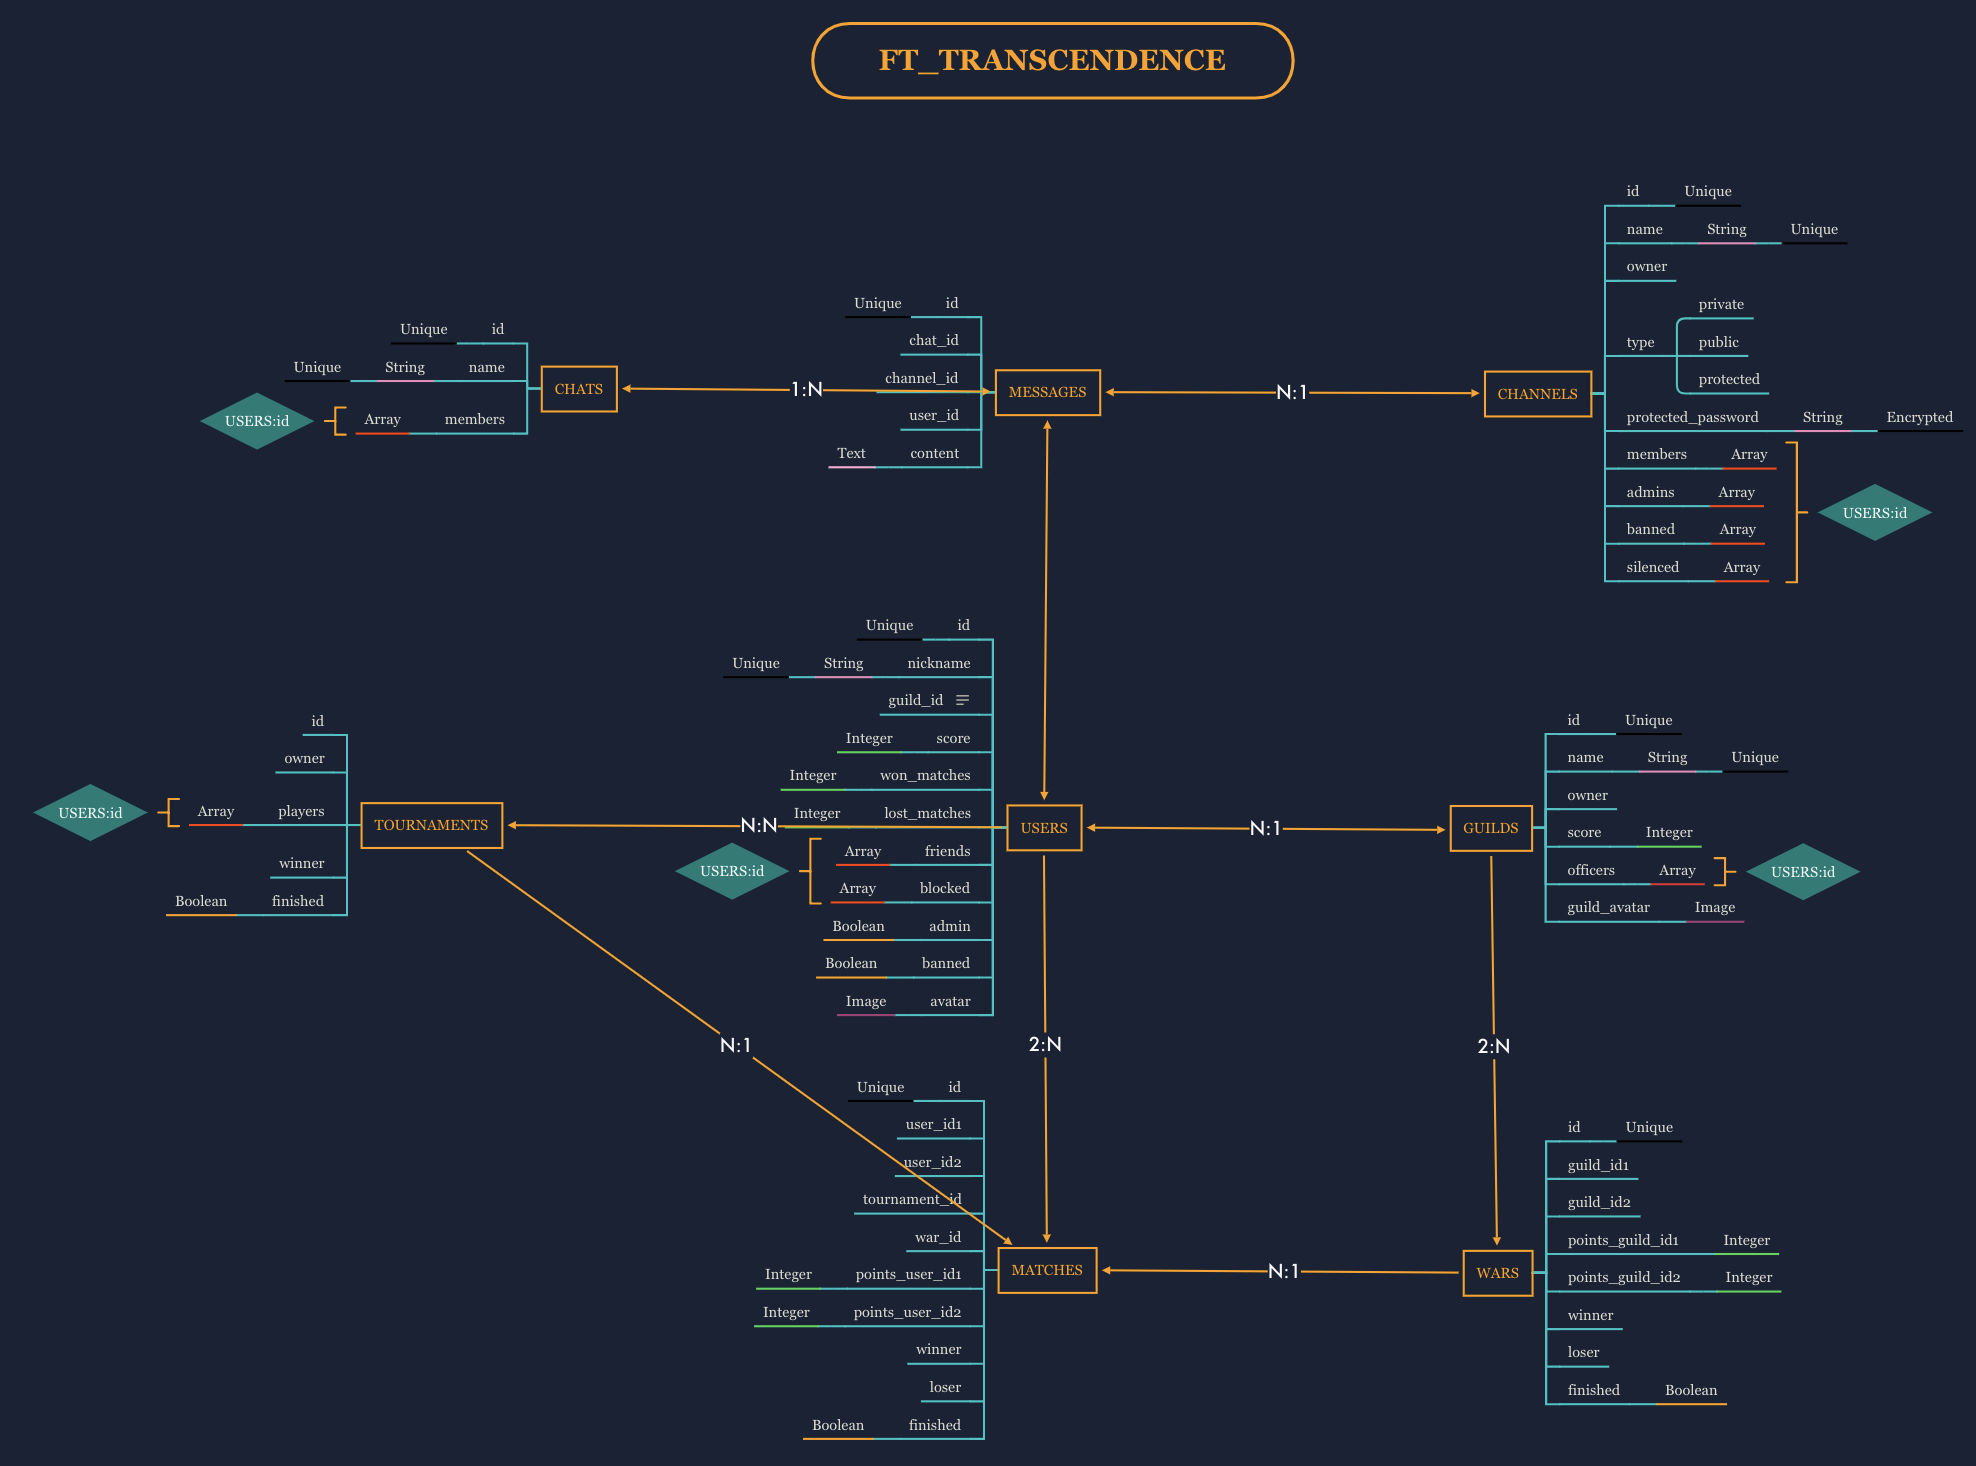 FT_TRANSCENDENCE
Unique id
Unique String name
Array members
USERS:id
CHATS
1:N
Unique id
chat_id
channel_id
user_id
Text content
MESSAGES
N:1
CHANNELS
id Unique
name String Unique
owner
type
private
public
protected
protected_password String Encrypted
members Array
admins Array
banned Array
silenced Array
USERS:id
id
owner
Array players
winner
Boolean finished
USERS:id
TOURNAMENTS
N:N
Unique id
Unique String nickname
guild_id
Integer score
Integer won_matches
Integer lost_matches
Array friends
Array blocked
Boolean admin
Boolean banned
Image avatar
USERS:id
USERS
N:1
GUILDS
id Unique
name String Unique
owner
score Integer
officers Array
guild_avatar Image
USERS:id
N:1
2:N
2:N
Unique id
user_id1
user_id2
tournament_id
war_id
Integer points_user_id1
Integer points_user_id2
winner
loser
Boolean finished
MATCHES
N:1
WARS
id Unique
guild_id1
guild_id2
points_guild_id1 Integer
points_guild_id2 Integer
winner
loser
finished Boolean